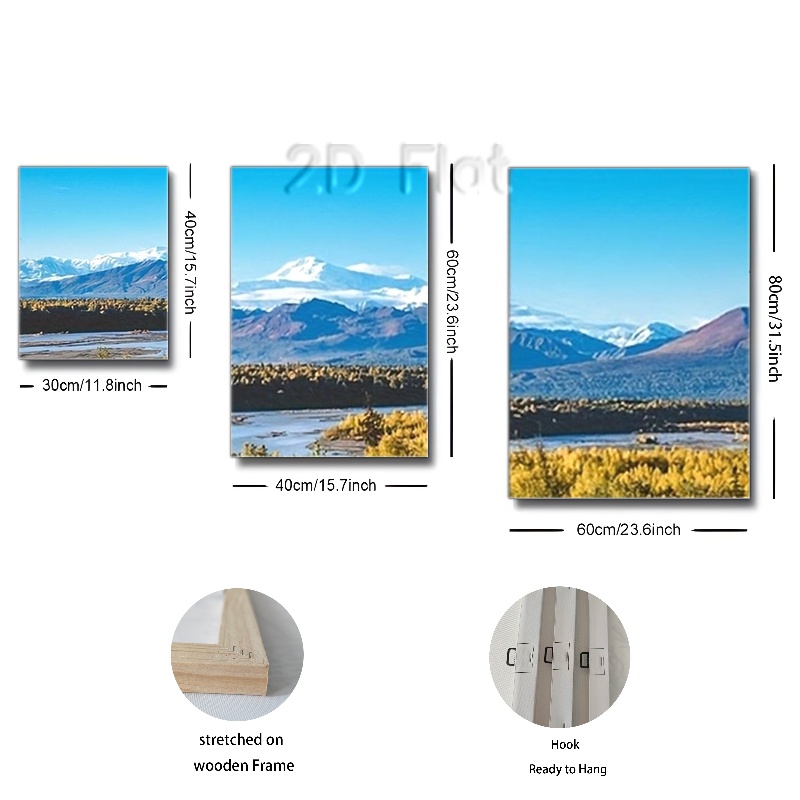 2D Flat
40cm/15.7inch
60cm/23.6inch
80cm/31.5inch
30cm/11.8inch
40cm/15.7inch
60cm/23.6inch
stretched on
wooden Frame
Hook
Ready to Hang